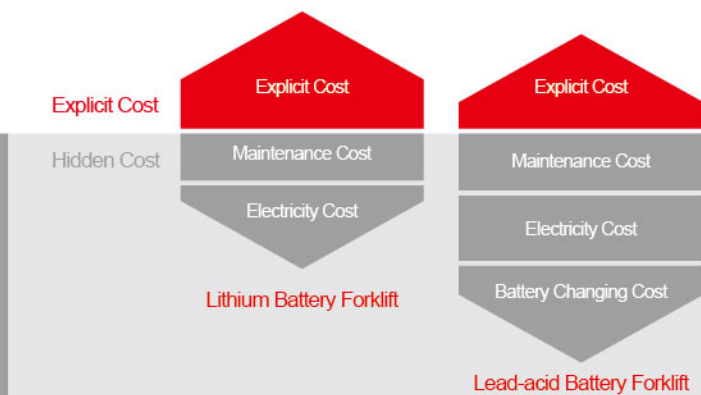 Explicit Cost
Hidden Cost
Explicit Cost
Maintenance Cost
Electricity Cost
Lithium Battery Forklift
Explicit Cost
Maintenance Cost
Electricity Cost
Battery Changing Cost
Lead-acid Battery Forklift